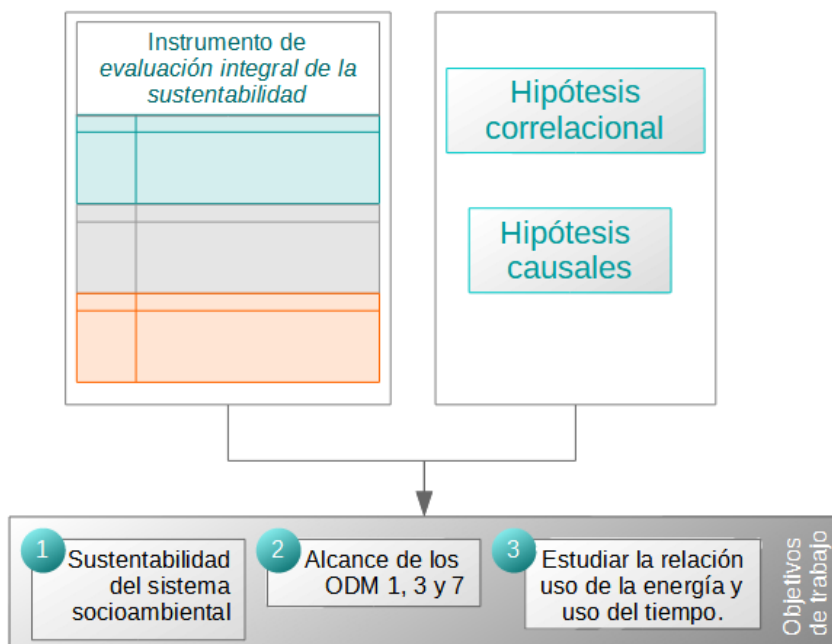 Instrumento de
evaluación integral de la
sustentabilidad
Hipótesis
correlacional
Hipótesis
causales
1
Sustentabilidad
del sistema
socioambiental
2
Alcance de los
ODM 1, 3 y 7
3
Estudiar la relación
uso de la energía y
uso del tiempo.
Objetivos
de trabajo